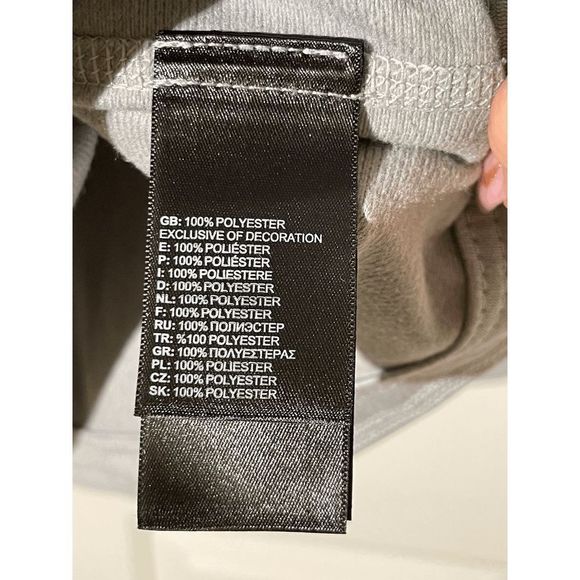 GB: 100% POLYESTER
EXCLUSIVE OF DECORATION
E: 100% POLIÉSTER
P: 100% POLIÉSTER
I: 100% POLIESTERE
D: 100% POLYESTER
NL: 100% POLYESTER
F: 100% POLYESTER
RU: 100% ПОЛИЭСТЕР
TR: %100 POLYESTER
GR: 100% ΠΟΛΥΕΣΤΕΡΑΣ
PL: 100% POLIESTER
CZ: 100% POLYESTER
SK: 100% POLYESTER